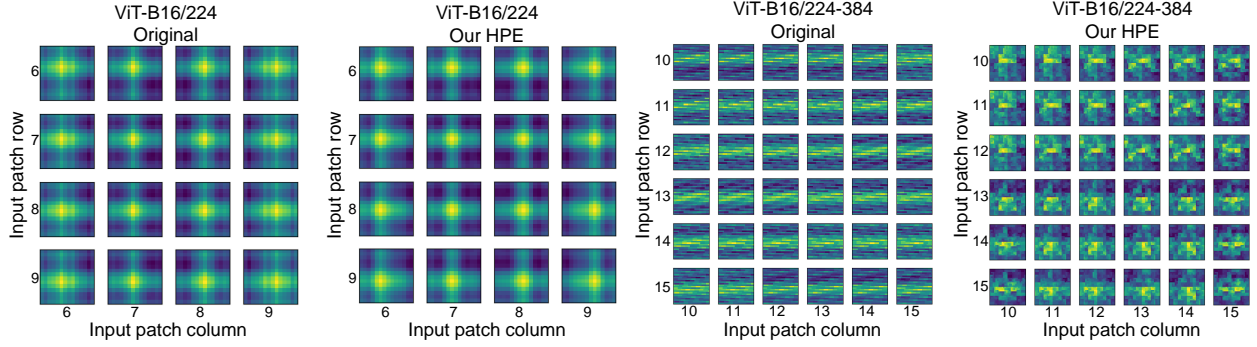 ViT-B16/224
Original
Input patch row
6
7
8
9
6 7 8 9
Input patch column
ViT-B16/224
Our HPE
Input patch row
6
7
8
9
6 7 8 9
Input patch column
ViT-B16/224-384
Original
Input patch row
10
11
12
13
14
15
10 11 12 13 14 15
Input patch column
ViT-B16/224-384
Our HPE
Input patch row
10
11
12
13
14
15
10 11 12 13 14 15
Input patch column